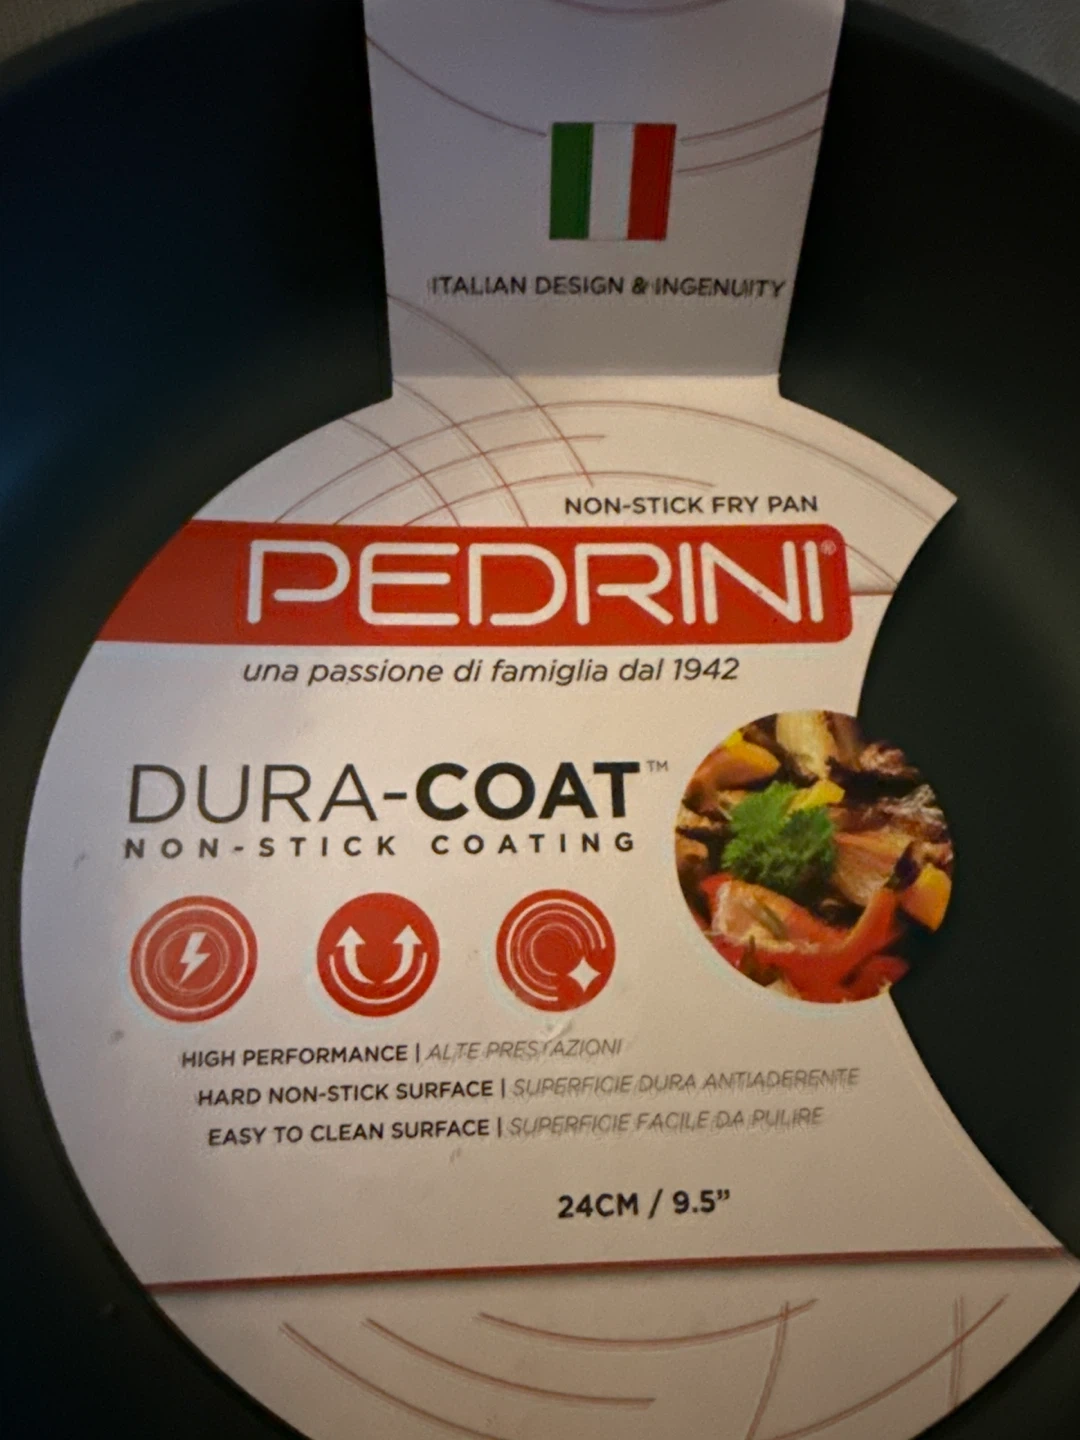 ITALIAN DESIGN & INGENUITY
NON-STICK FRY PAN
PEDRINI®
una passione di famiglia dal 1942
DURA-COAT™
NON-STICK COATING
HIGH PERFORMANCE | ALTE PRESTAZIONI
HARD NON-STICK SURFACE | SUPERFICIE DURA ANTIADERENTE
EASY TO CLEAN SURFACE | SUPERFICIE FACILE DA PULIRE
24CM / 9.5”